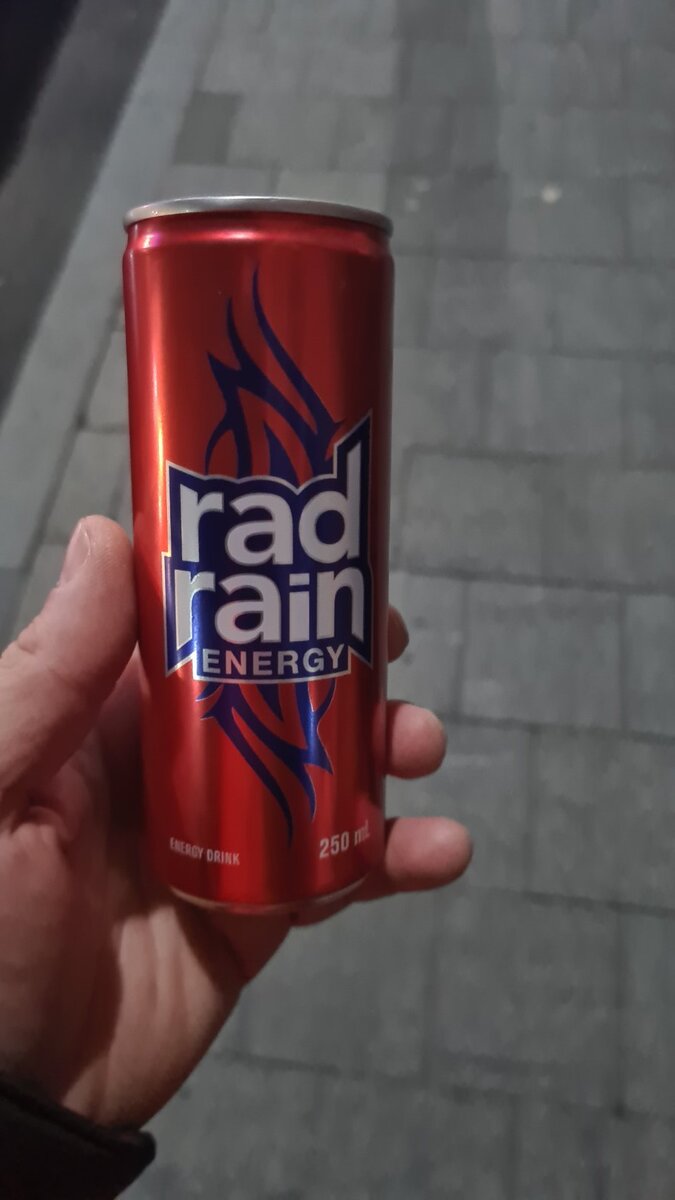 rad
rain
ENERGY
ENERGY DRINK
250 mL